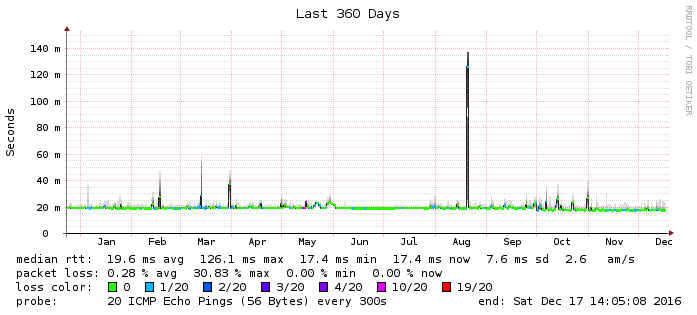 Last 360 Days
RRDTOOL / TOBI OETIKER
Seconds
140 m
120 m
100 m
80 m
60 m
40 m
20 m
0
Jan Feb Mar Apr May Jun Jul Aug Sep Oct Nov Dec
median rtt: 19.6 ms avg 126.1 ms max 17.4 ms min 17.4 ms now 7.6 ms sd 2.6 am/s
packet loss: 0.28 % avg 30.83 % max 0.00 % min 0.00 % now
loss color: 0 1/20 2/20 3/20 4/20 10/20 19/20
probe: 20 ICMP Echo Pings (56 Bytes) every 300s end: Sat Dec 17 14:05:08 2016